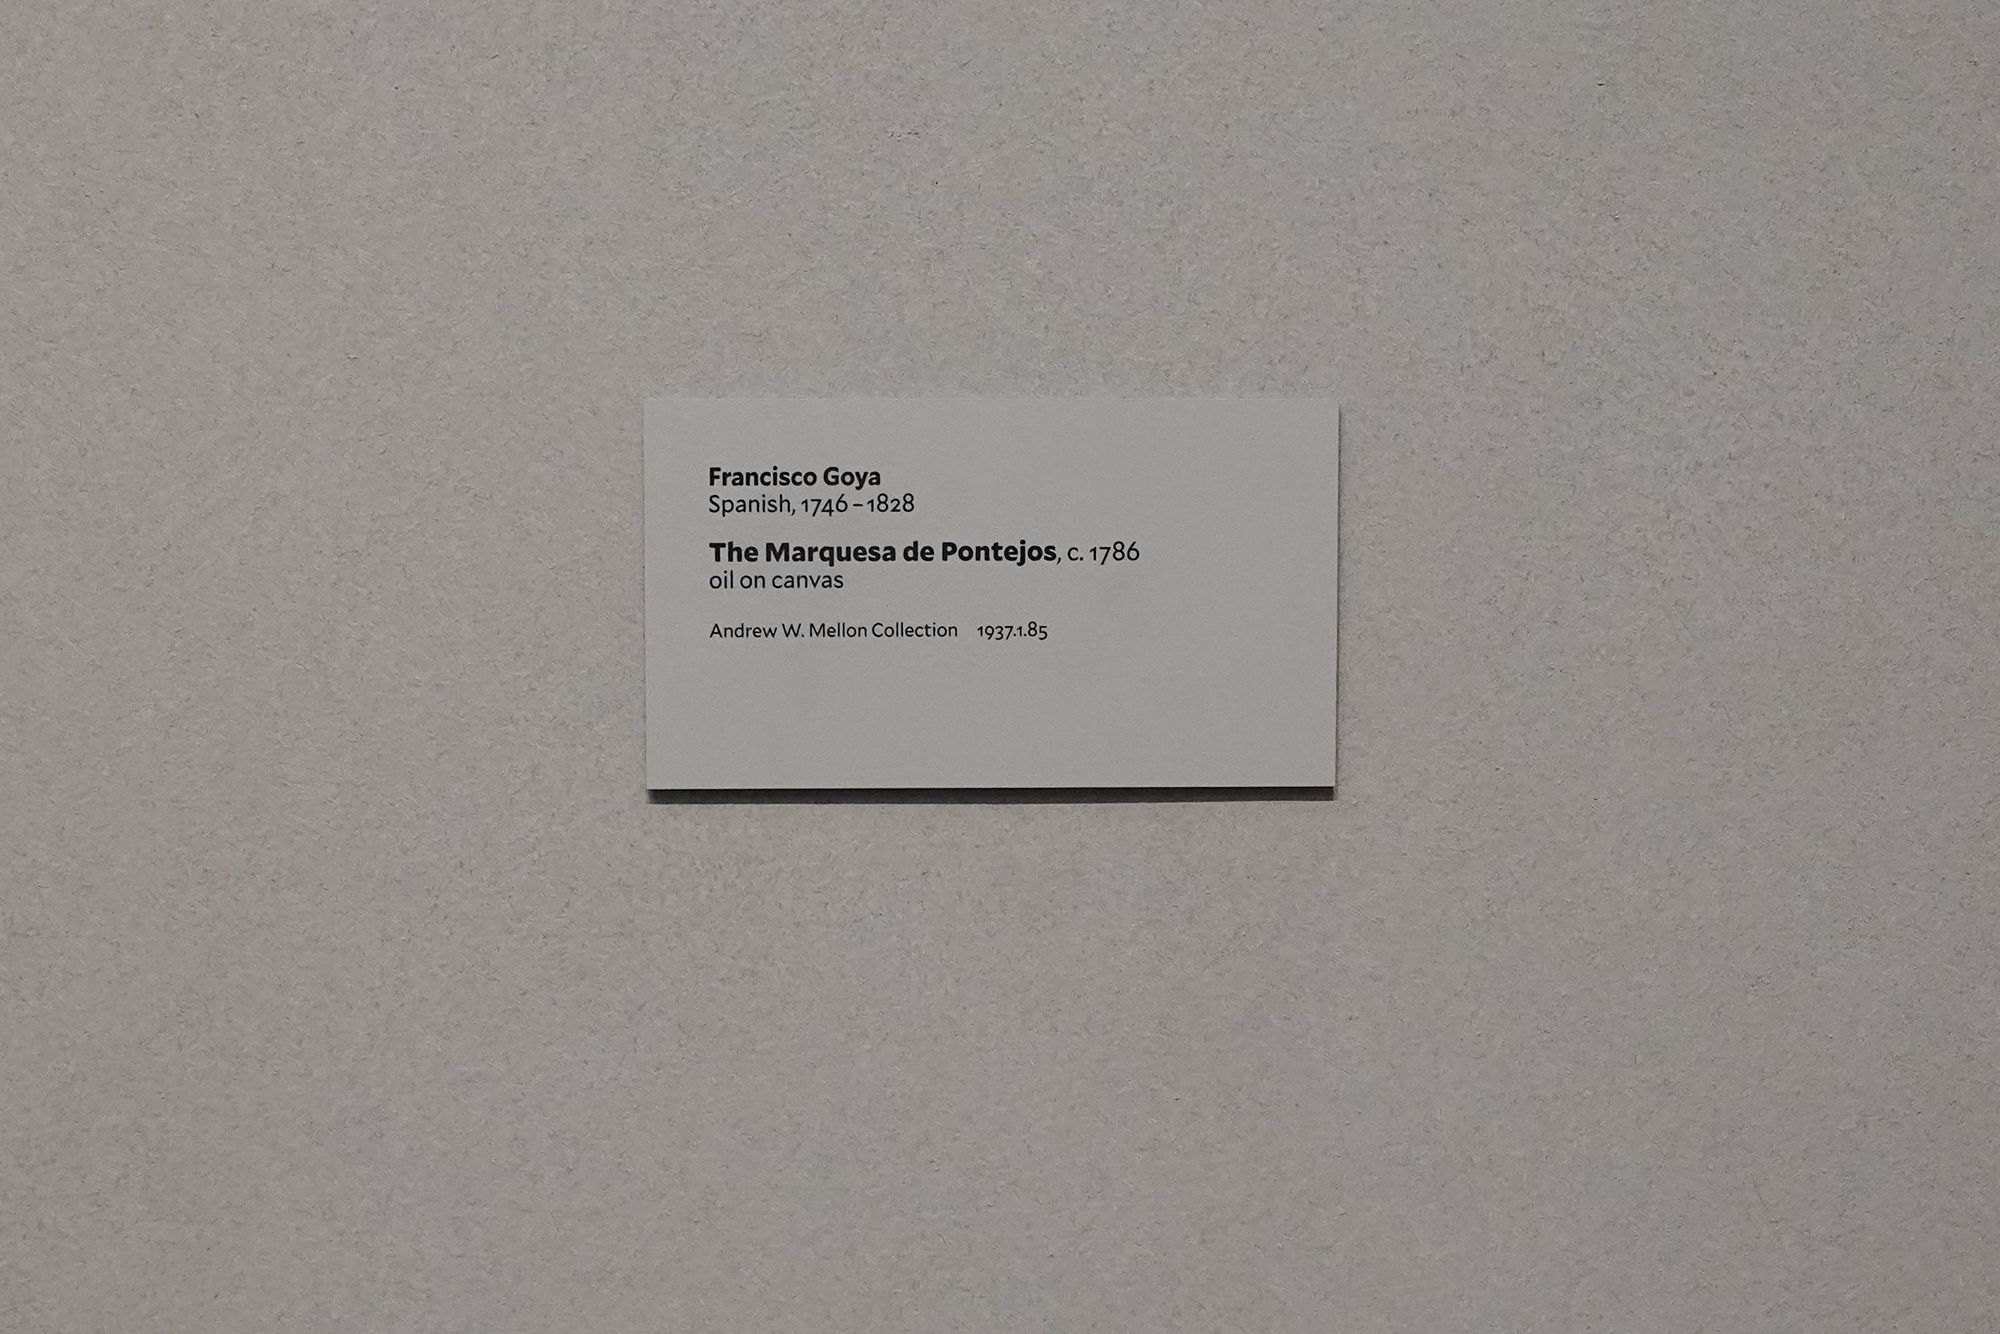 Francisco Goya
Spanish, 1746 – 1828
The Marquesa de Pontejos, c. 1786
oil on canvas
Andrew W. Mellon Collection 1937.1.85